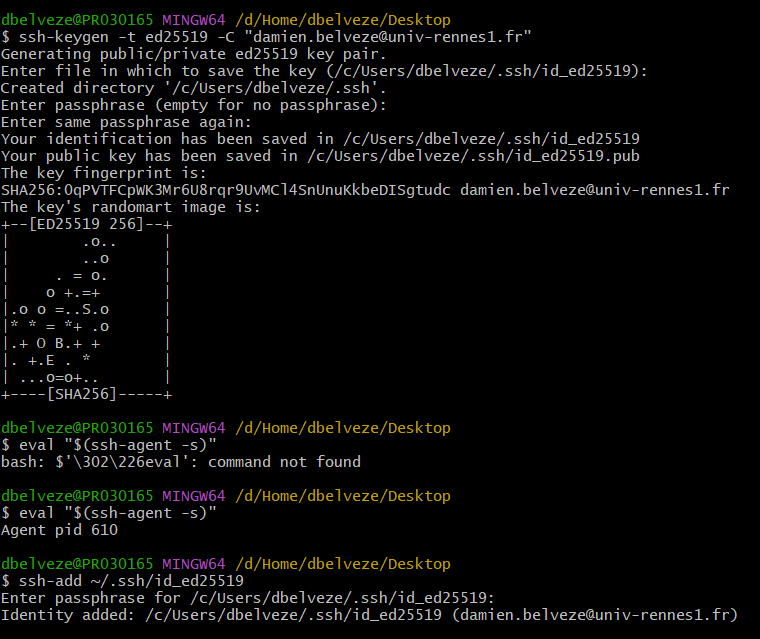 dbelveze@PR030165 MINGW64 /d/Home/dbelveze/Desktop
$ ssh-keygen -t ed25519 -C "damien.belveze@univ-rennes1.fr"
Generating public/private ed25519 key pair.
Enter file in which to save the key (/c/Users/dbelveze/.ssh/id_ed25519):
Created directory '/c/Users/dbelveze/.ssh'.
Enter passphrase (empty for no passphrase):
Enter same passphrase again:
Your identification has been saved in /c/Users/dbelveze/.ssh/id_ed25519
Your public key has been saved in /c/Users/dbelveze/.ssh/id_ed25519.pub
The key fingerprint is:
SHA256:OqPVTFCpWK3Mr6U8rqr9UvMCl4SnUnuKkbeDISgtudc damien.belveze@univ-rennes1.fr
The key's randomart image is:
+--[ED25519 256]--+
|        .o..     |
|        ..o      |
|     . = o.      |
|    o +.=+       |
|.o o =..S.o      |
|* * = *+ .o      |
|.+ O B.+ +       |
|. +.E . *        |
| ...o=o+..       |
+----[SHA256]-----+
dbelveze@PR030165 MINGW64 /d/Home/dbelveze/Desktop
$ eval "$(ssh-agent -s)"
bash: $'\302\226eval': command not found
dbelveze@PR030165 MINGW64 /d/Home/dbelveze/Desktop
$ eval "$(ssh-agent -s)"
Agent pid 610
dbelveze@PR030165 MINGW64 /d/Home/dbelveze/Desktop
$ ssh-add ~/.ssh/id_ed25519
Enter passphrase for /c/Users/dbelveze/.ssh/id_ed25519:
Identity added: /c/Users/dbelveze/.ssh/id_ed25519 (damien.belveze@univ-rennes1.fr)